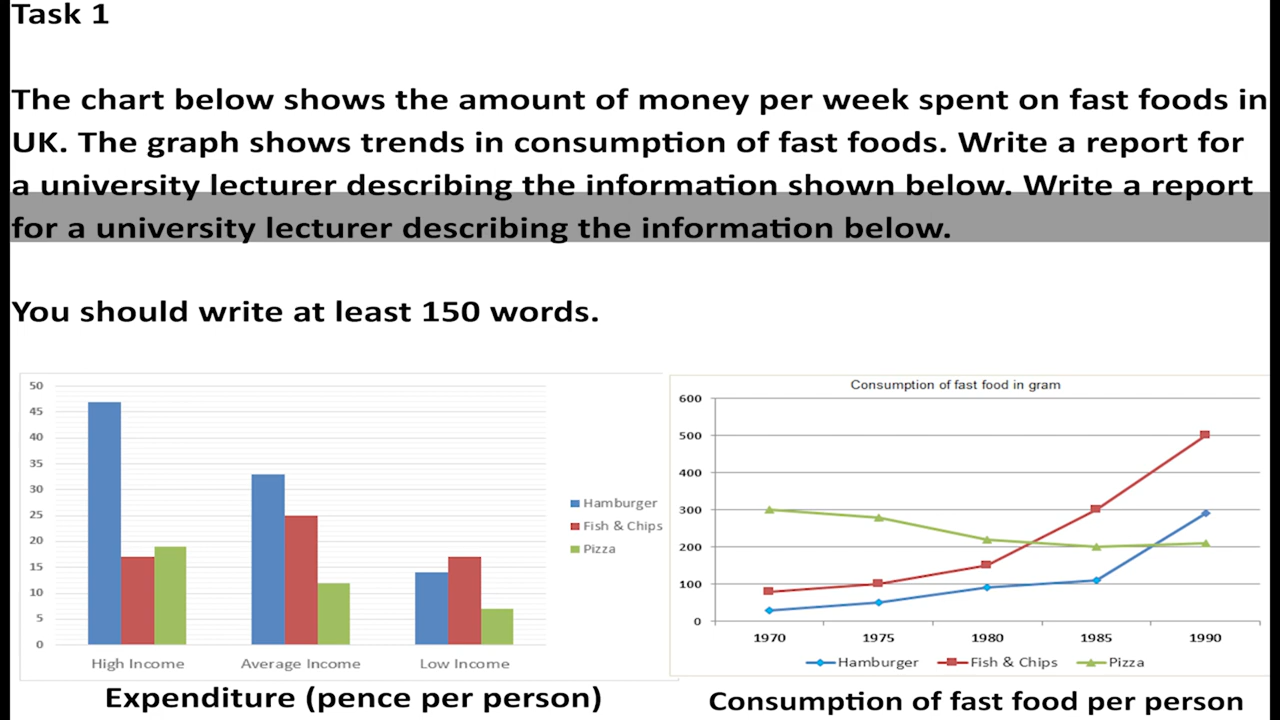 Task 1
The chart below shows the amount of money per week spent on fast foods in
UK. The graph shows trends in consumption of fast foods. Write a report for
a university lecturer describing the information shown below. Write a report
for a university lecturer describing the information below.
You should write at least 150 words.
50
45
40
35
30
25
20
15
10
5
0
High Income Average Income Low Income
Hamburger
Fish & Chips
Pizza
Expenditure (pence per person)
Consumption of fast food in gram
600
500
400
300
200
100
0
1970 1975 1980 1985 1990
Hamburger Fish & Chips Pizza
Consumption of fast food per person